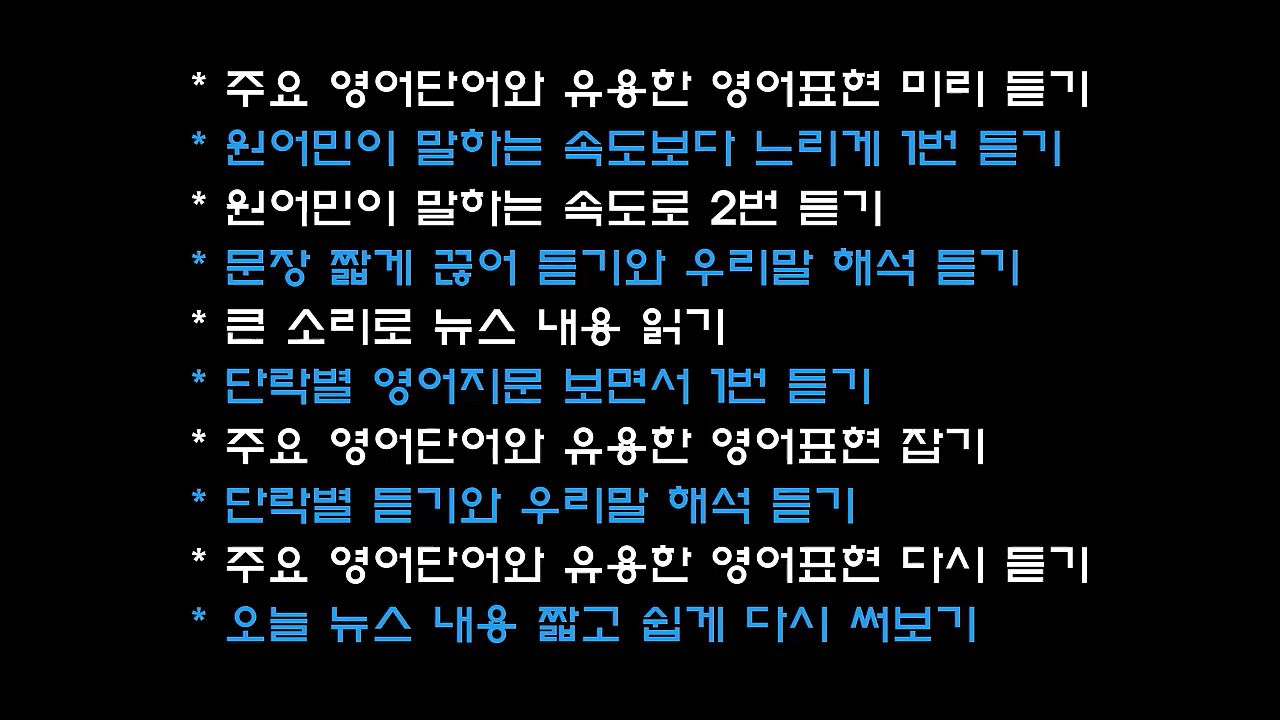 * 주요 영어단어와 유용한 영어표현 미리 듣기
* 원어민이 말하는 속도보다 느리게 1번 듣기
* 원어민이 말하는 속도로 2번 듣기
* 문장 짧게 끊어 듣기와 우리말 해석 듣기
* 큰 소리로 뉴스 내용 읽기
* 단락별 영어지문 보면서 1번 듣기
* 주요 영어단어와 유용한 영어표현 잡기
* 단락별 듣기와 우리말 해석 듣기
* 주요 영어단어와 유용한 영어표현 다시 듣기
* 오늘 뉴스 내용 짧고 쉽게 다시 써보기